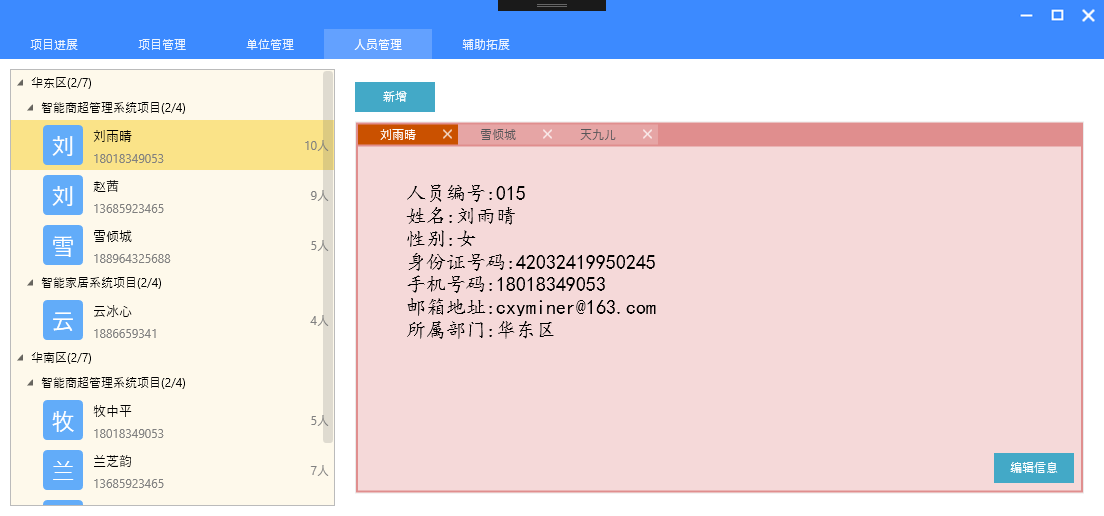 项目进展 项目管理 单位管理 人员管理 辅助拓展
华东区(2/7)
智能商超管理系统项目(2/4)
刘 刘雨晴 10人
18018349053
刘 赵茜 9人
13685923465
雪 雪倾城 5人
188964325688
智能家居系统项目(2/4)
云 云冰心 4人
1886659341
华南区(2/7)
智能商超管理系统项目(2/4)
牧 牧中平 5人
18018349053
兰 兰芝韵 7人
13685923465
新增
刘雨晴 雪倾城 天九儿
人员编号:015
姓名:刘雨晴
性别:女
身份证号码:42032419950245
手机号码:18018349053
邮箱地址:cxyminer@163.com
所属部门:华东区
编辑信息